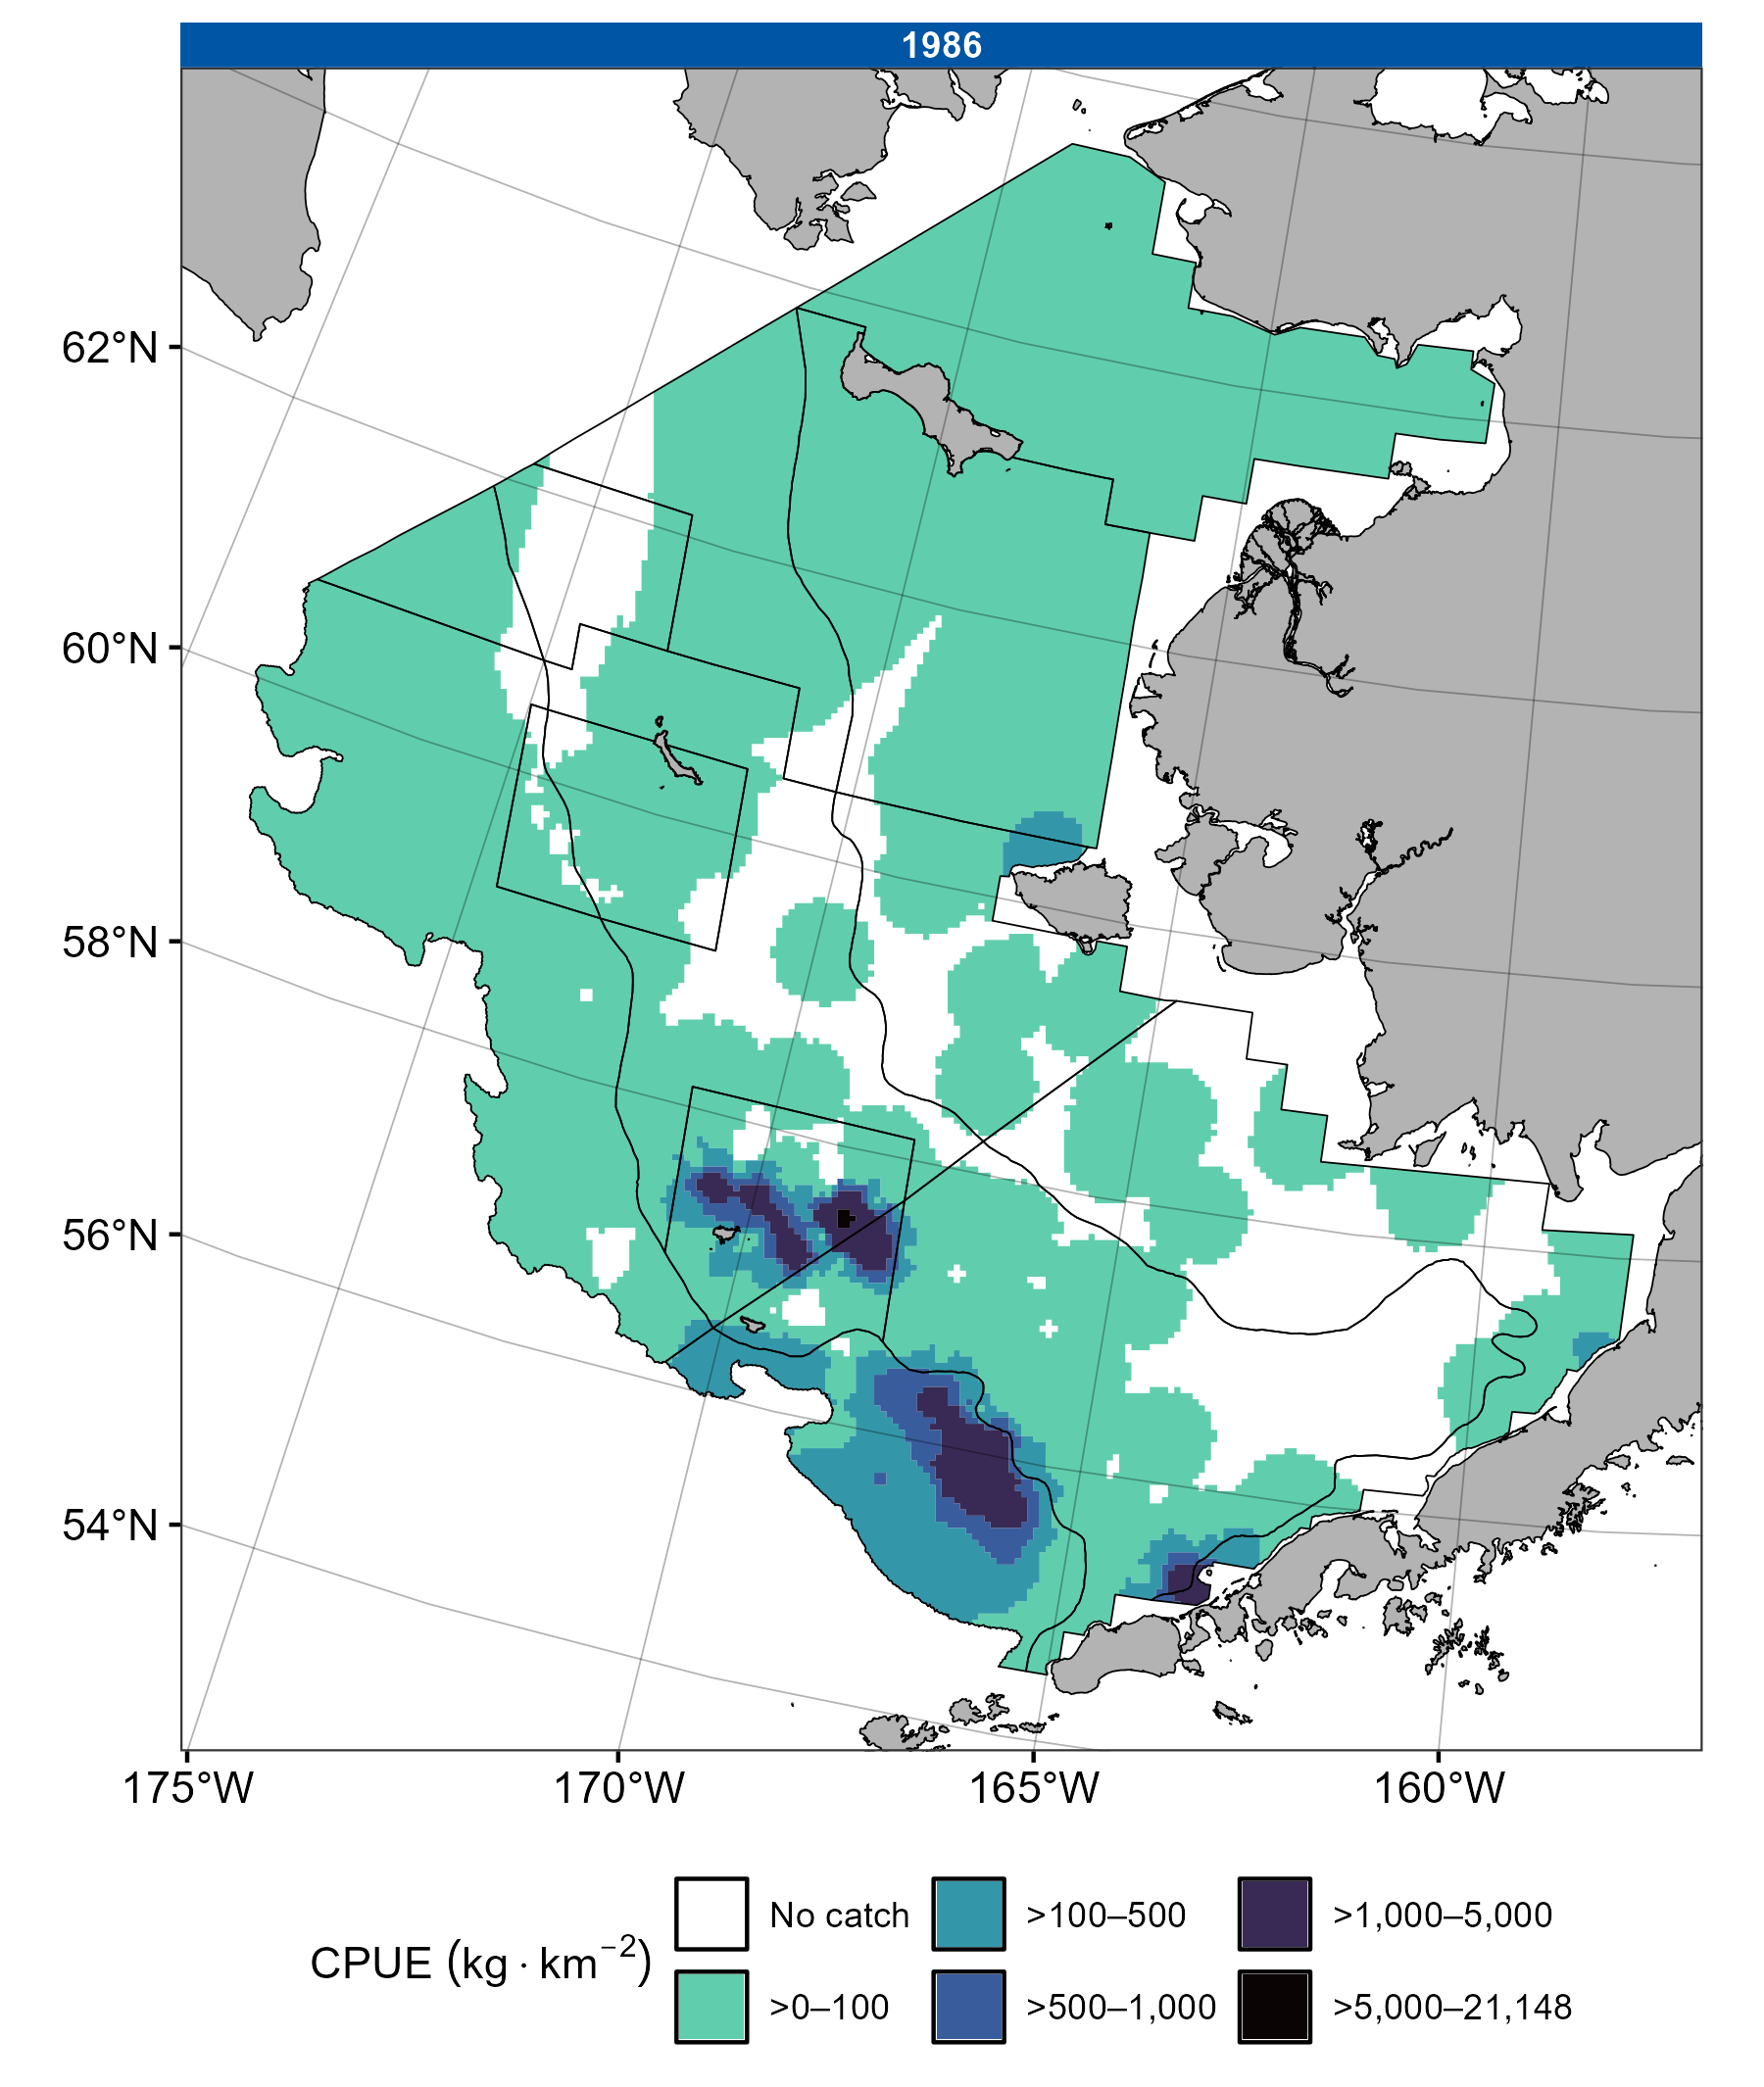 1986
62°N
60°N
58°N
56°N
54°N
175°W 170°W 165°W 160°W
CPUE (kg · km⁻²)
No catch >100–500 >1,000–5,000
>0–100 >500–1,000 >5,000–21,148